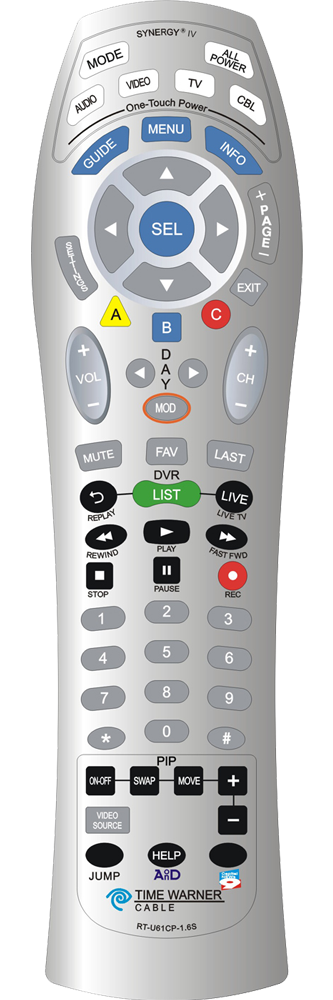 SYNERGY® IV
MODE
ALL POWER
AUDIO VIDEO TV CBL
One-Touch Power
GUIDE MENU INFO
SEL
+ PAGE −
SETTINGS
EXIT
A B C
+ VOL −
DAY
+ CH −
MOD
MUTE FAV LAST
DVR
LIST LIVE
REPLAY LIVE TV
REWIND PLAY FAST FWD
STOP PAUSE REC
1 2 3
4 5 6
7 8 9
* 0 #
PIP
ON-OFF SWAP MOVE +
VIDEO SOURCE −
HELP
JUMP
TIME WARNER
CABLE
RT-U61CP-1.6S